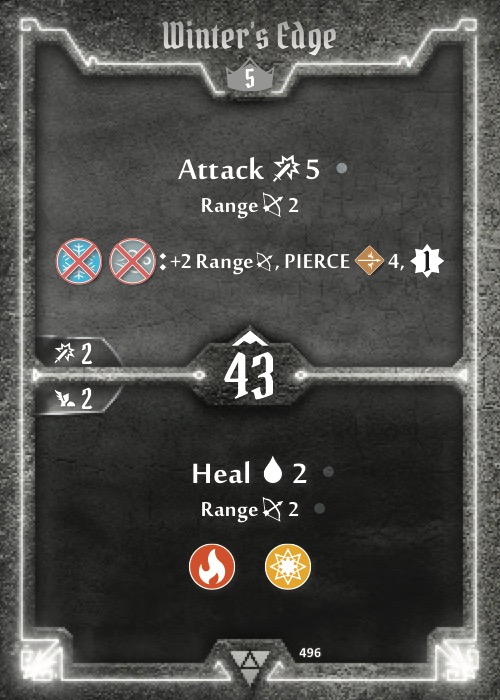 Winter's Edge
5
Attack 5
Range 2
: +2 Range, PIERCE 4, 1
2
43
2
Heal 2
Range 2
496